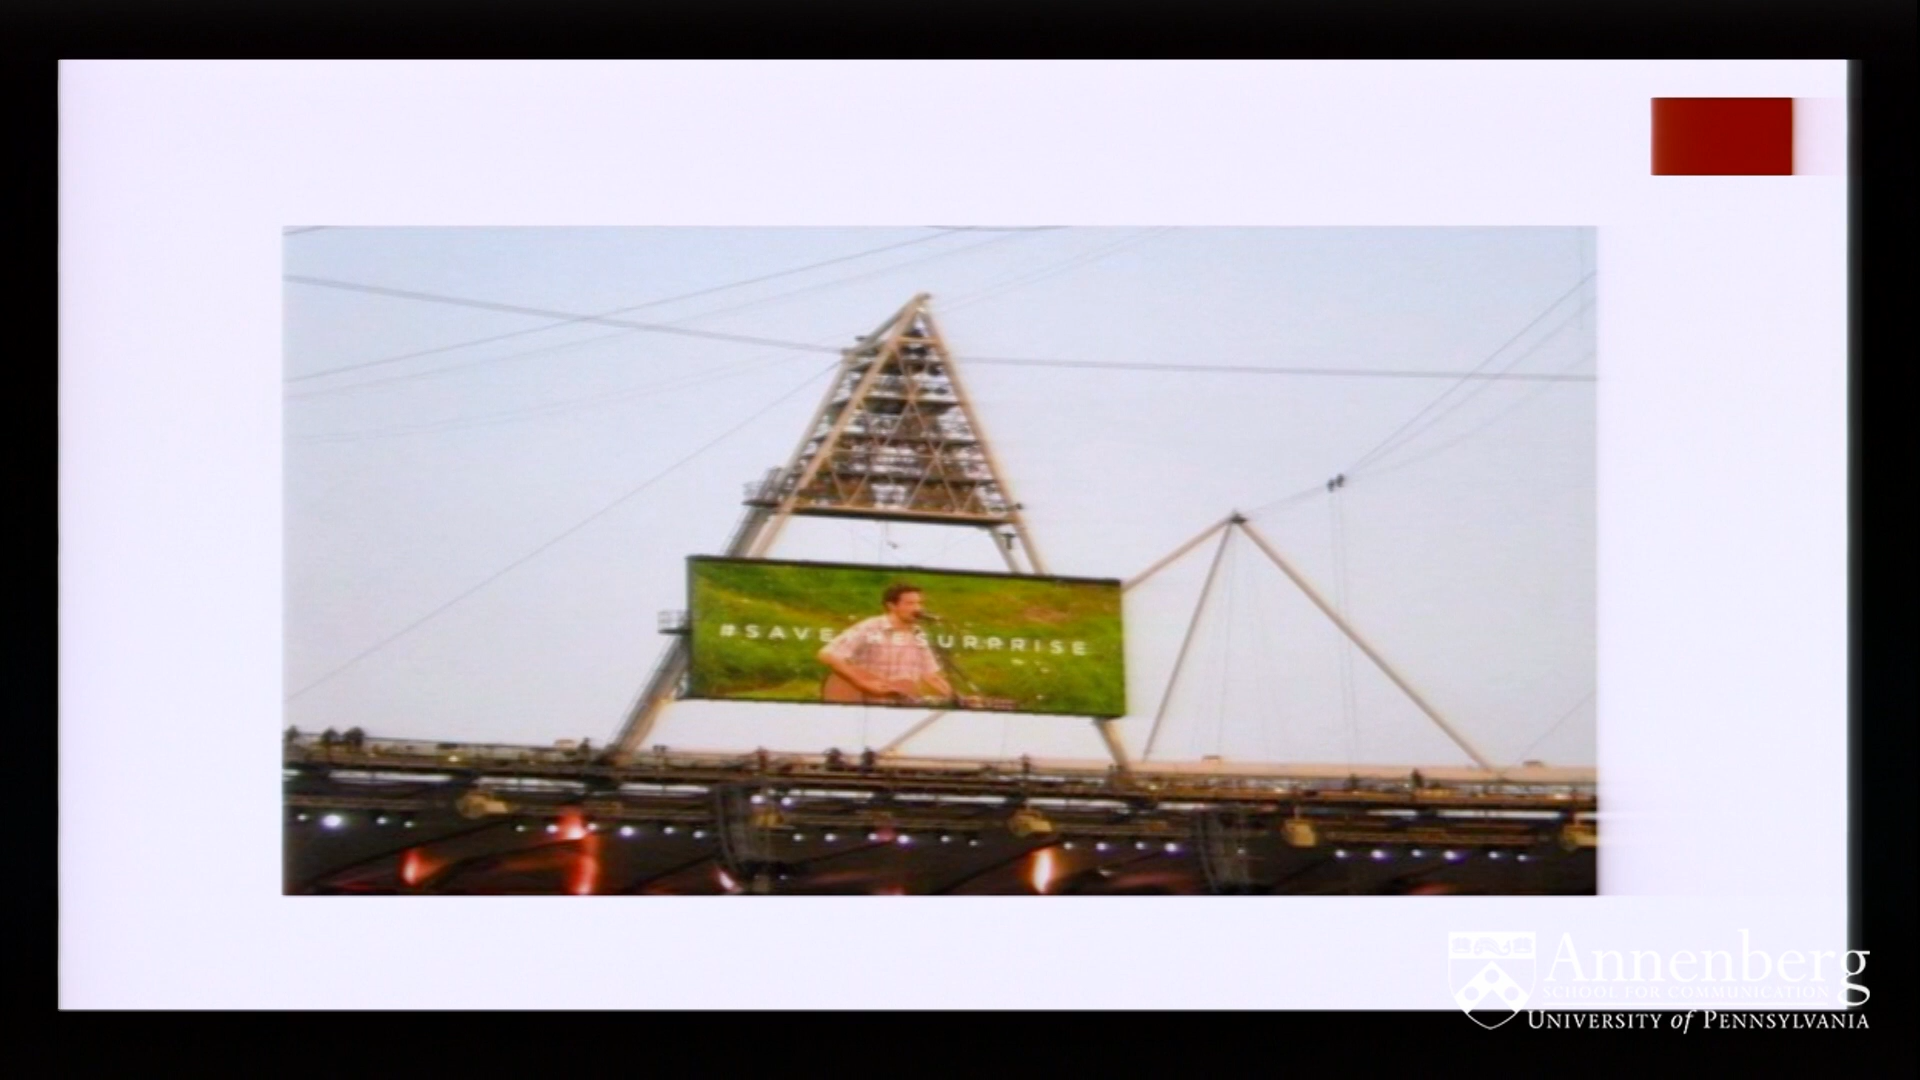 #SAVETHESURPRISE
Annenberg
SCHOOL FOR COMMUNICATION
UNIVERSITY of PENNSYLVANIA